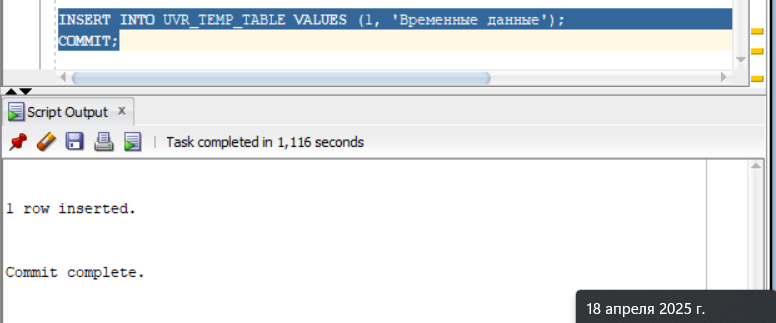 INSERT INTO UVR_TEMP_TABLE VALUES (1, 'Временные данные');
COMMIT;
Script Output x
Task completed in 1,116 seconds
1 row inserted.
Commit complete.
18 апреля 2025 г.